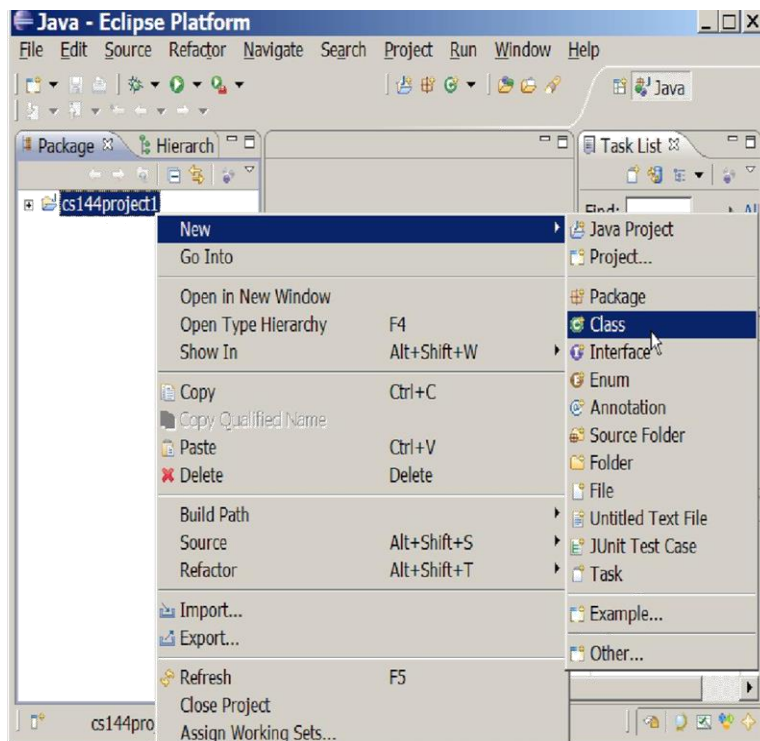 Java - Eclipse Platform
File Edit Source Refactor Navigate Search Project Run Window Help
Java
Package Hierarch Task List
cs144project1
Find: All
New
Go Into
Open in New Window
Open Type Hierarchy F4
Show In Alt+Shift+W
Copy Ctrl+C
Copy Qualified Name
Paste Ctrl+V
Delete Delete
Build Path
Source Alt+Shift+S
Refactor Alt+Shift+T
Import...
Export...
Refresh F5
Close Project
Assign Working Sets...
Java Project
Project...
Package
Class
Interface
Enum
Annotation
Source Folder
Folder
File
Untitled Text File
JUnit Test Case
Task
Example...
Other...
cs144pro